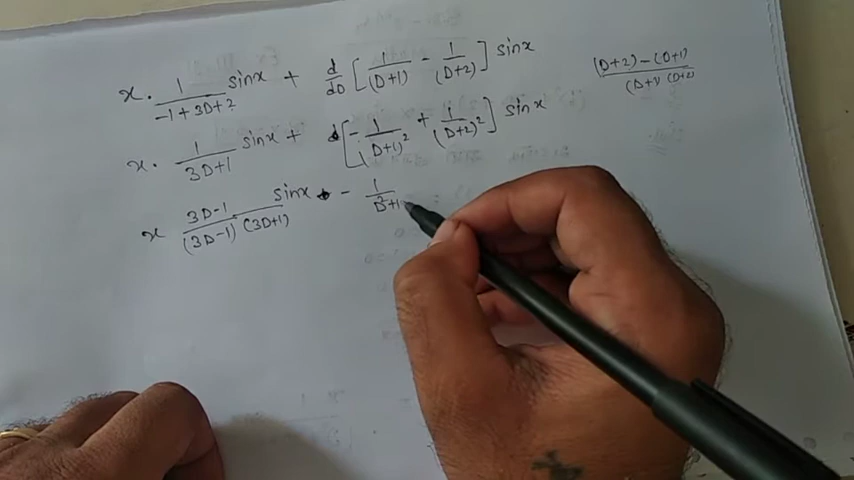 x. 1/(-1+3D+2) sinx + d/dD [1/(D+1) - 1/(D+2)] sinx
(D+2)-(D+1)/(D+1)(D+2)
x. 1/(3D+1) sinx + [-1/(D+1)² + 1/(D+2)²] sinx
x (3D-1)/((3D-1)(3D+1)) sinx - 1/(D²+1